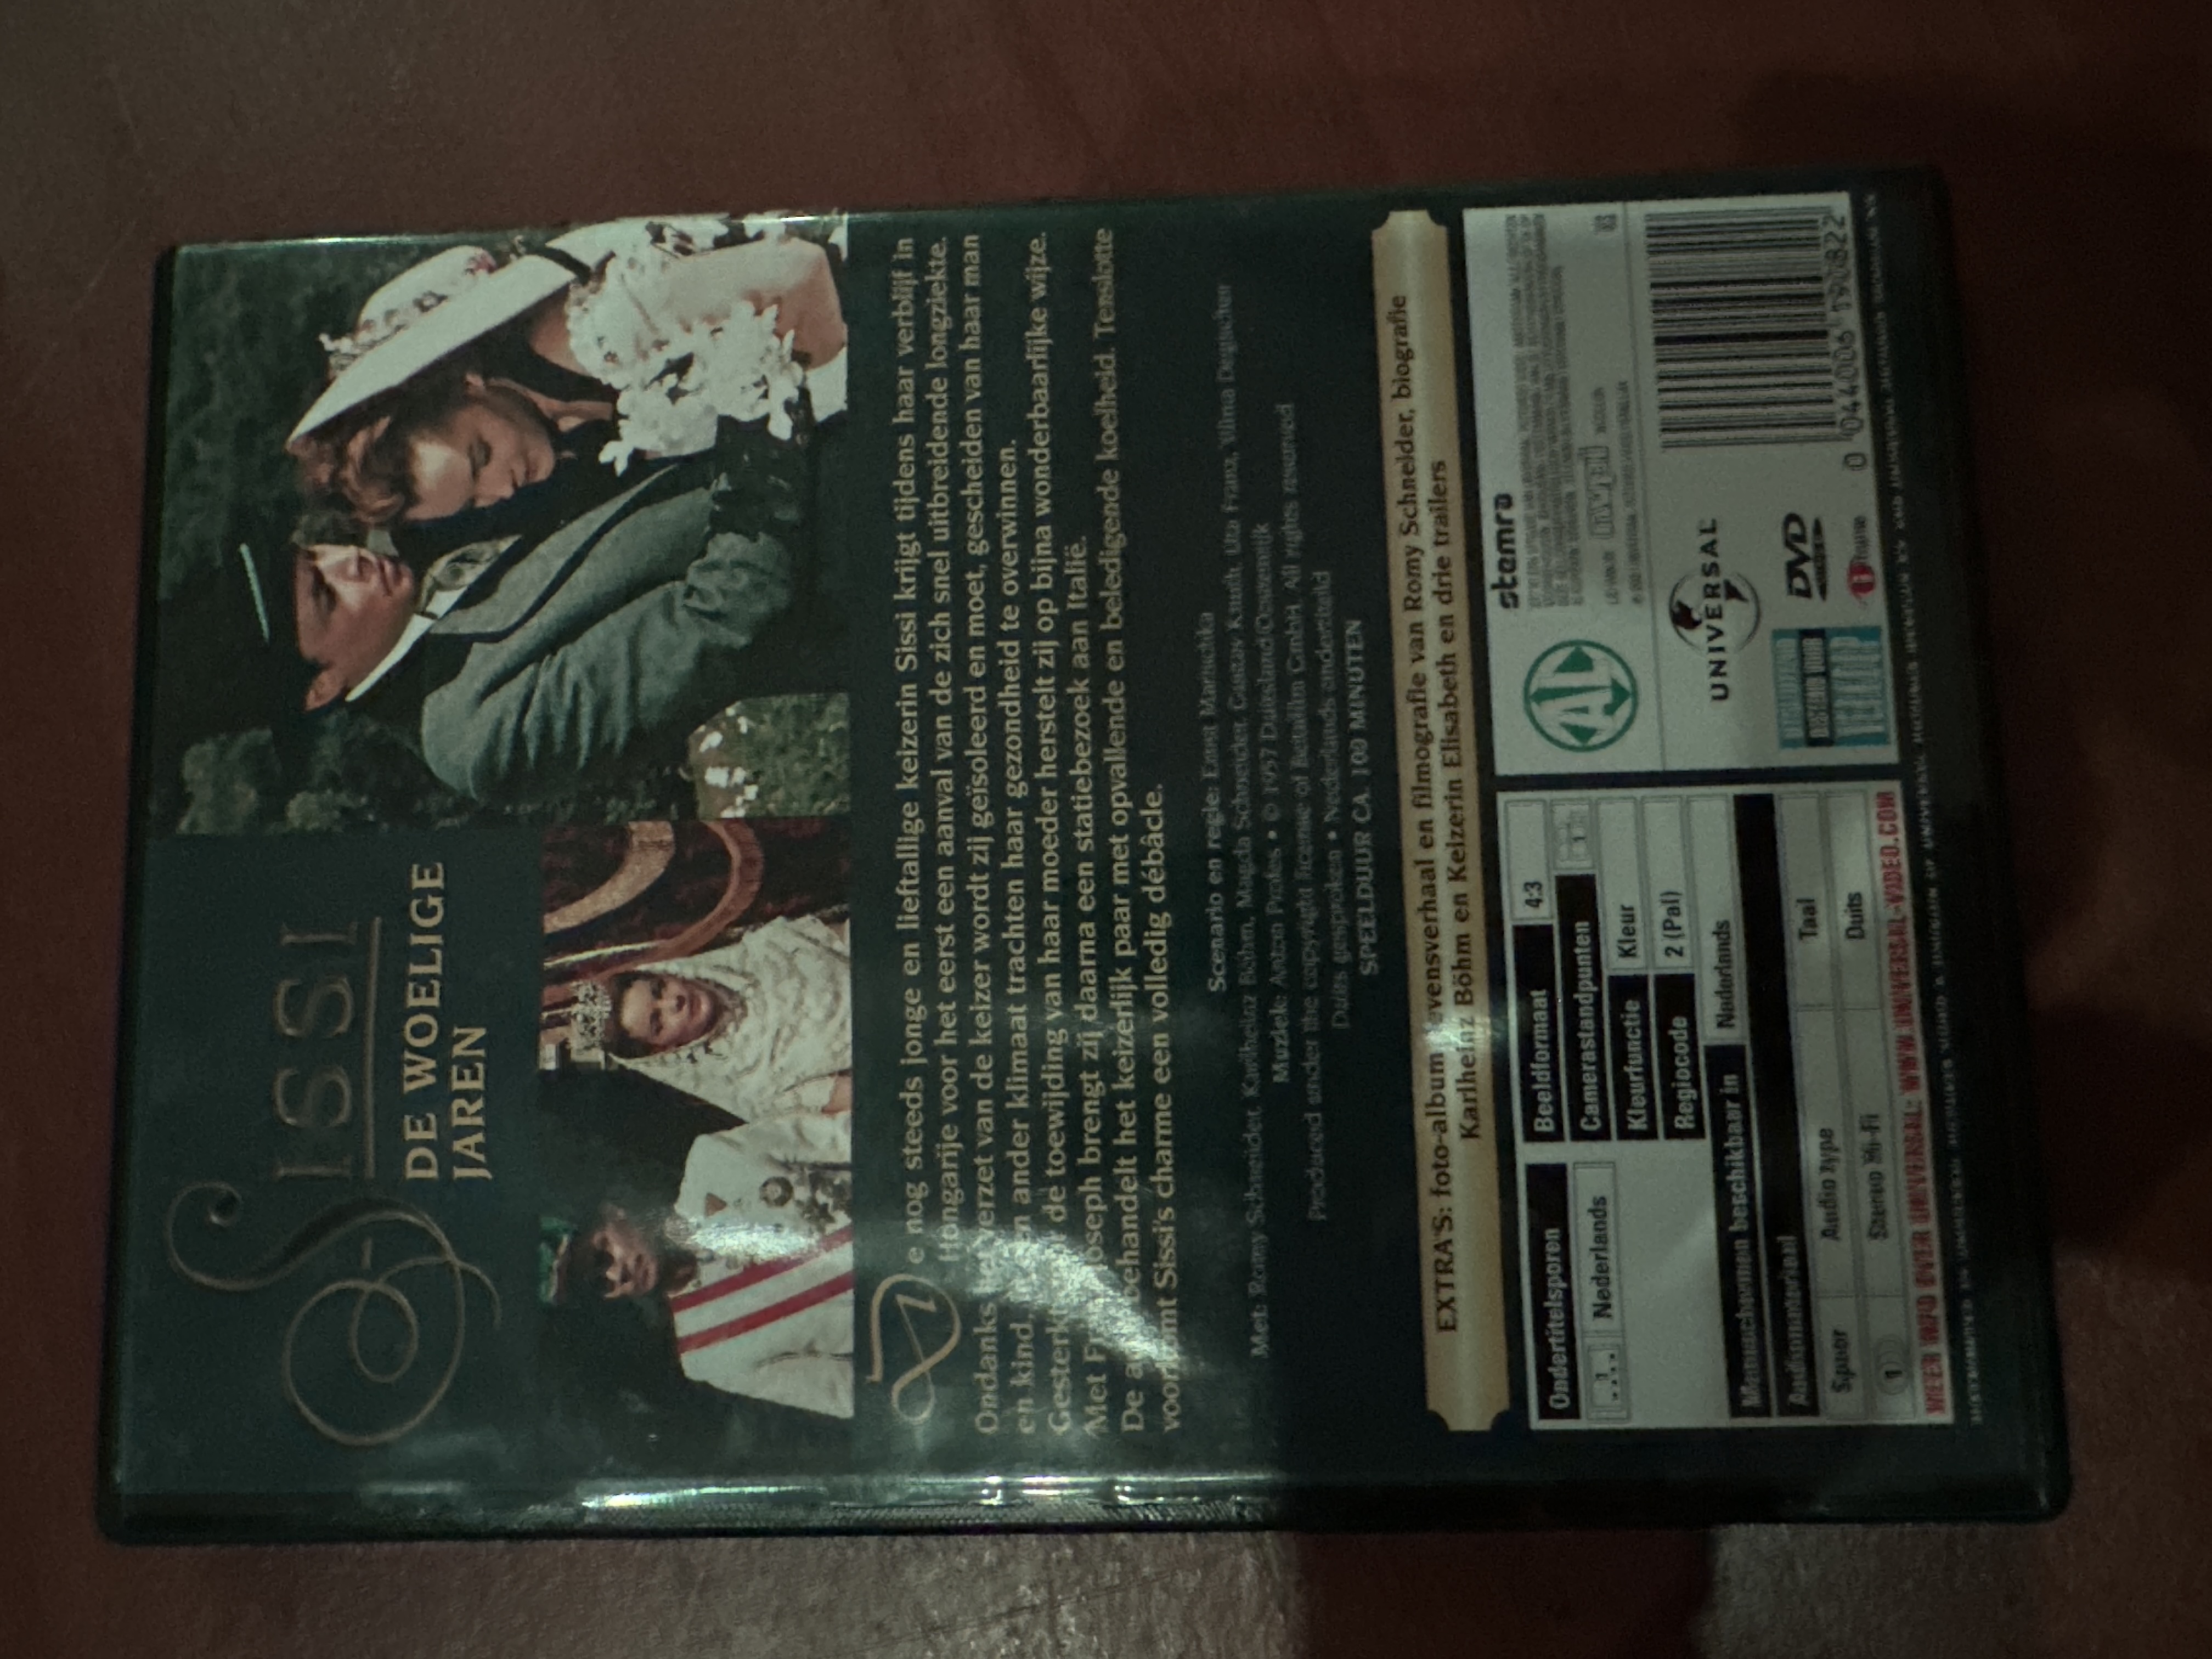 SISSI
DE WOELIGE
JAREN
De nog steeds jonge en lieftallige keizerin Sissi krijgt tijdens haar verblijf in
Hongarije voor het eerst een aanval van de zich snel uitbreidende longziekte.
Ondanks het verzet van de keizer wordt zij geïsoleerd en moet, gescheiden van haar man
en kind, in een ander klimaat trachten haar gezondheid te overwinnen.
Gesterkt door de toewijding van haar moeder herstelt zij op bijna wonderbaarlijke wijze.
Met Franz Joseph brengt zij daarna een statiebezoek aan Italië.
De adel behandelt het keizerlijk paar met opvallende en beledigende koelheid. Tenslotte
voorkomt Sissi's charme een volledig débâcle.
Scenario en regie: Ernst Marischka
Met: Romy Schneider, Karlheinz Böhm, Magda Schneider, Gustav Knuth, Uta Franz, Vilma Degischer
Muziek: Anton Profes • © 1957 Duitsland/Oostenrijk
Produced under the copyright license of Betafilm GmbH. All rights reserved
Duits gesproken • Nederlands ondertiteld
SPEELDUUR CA. 100 MINUTEN
EXTRA'S: foto-album levensverhaal en filmografie van Romy Schneider, biografie
Karlheinz Böhm en Keizerin Elisabeth en drie trailers
Ondertitelsporen
Nederlands
Beeldformaat 4:3
Camerastandpunten
Kleurfunctie Kleur
Regiocode 2 (Pal)
Menuschermen beschikbaar in Nederlands
Audiomateriaal
Spoor Audio Type Taal
1 Stereo Hi-Fi Duits
MEER INFO OVER UNIVERSAL: WWW.UNIVERSAL-VIDEO.COM
AL
stemra
nvpi
UNIVERSAL
DVD
VIDEO
0 044006 190822